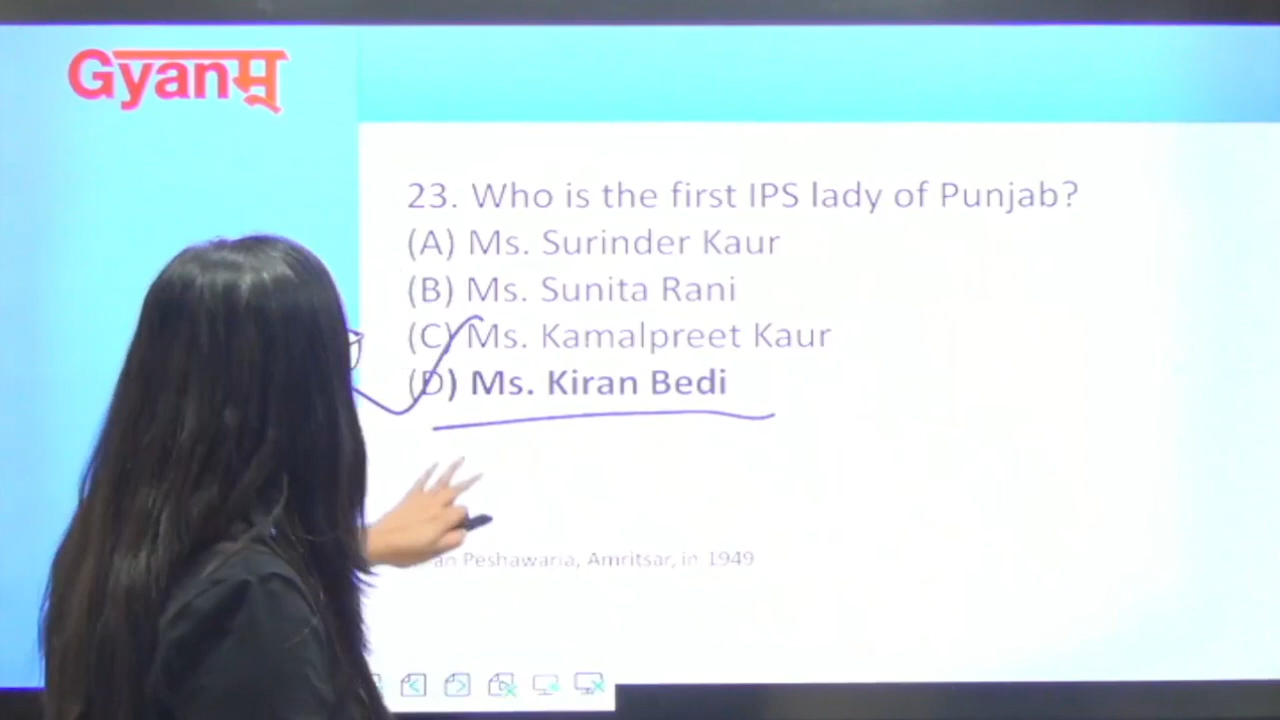 Gyanम्
23. Who is the first IPS lady of Punjab?
(A) Ms. Surinder Kaur
(B) Ms. Sunita Rani
(C) Ms. Kamalpreet Kaur
(D) Ms. Kiran Bedi
Peshawaria, Amritsar, in 1949